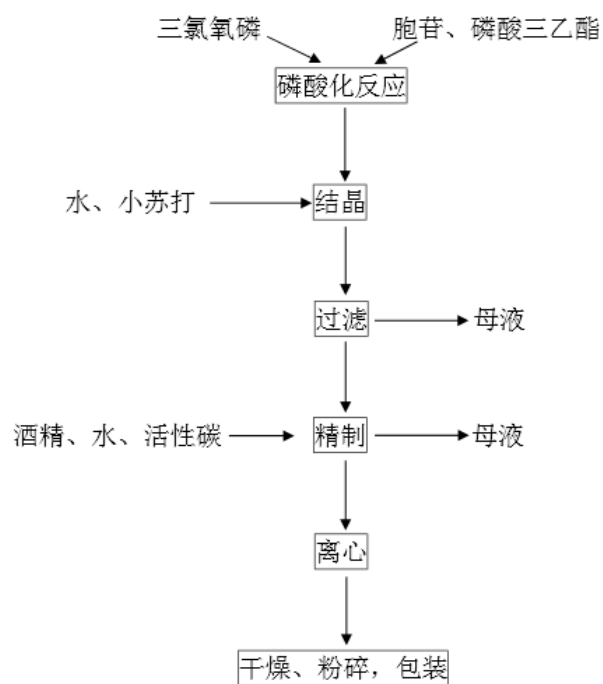 三氯氧磷
胞苷、磷酸三乙酯
磷酸化反应
水、小苏打
结晶
过滤
母液
酒精、水、活性碳
精制
母液
离心
干燥、粉碎，包装